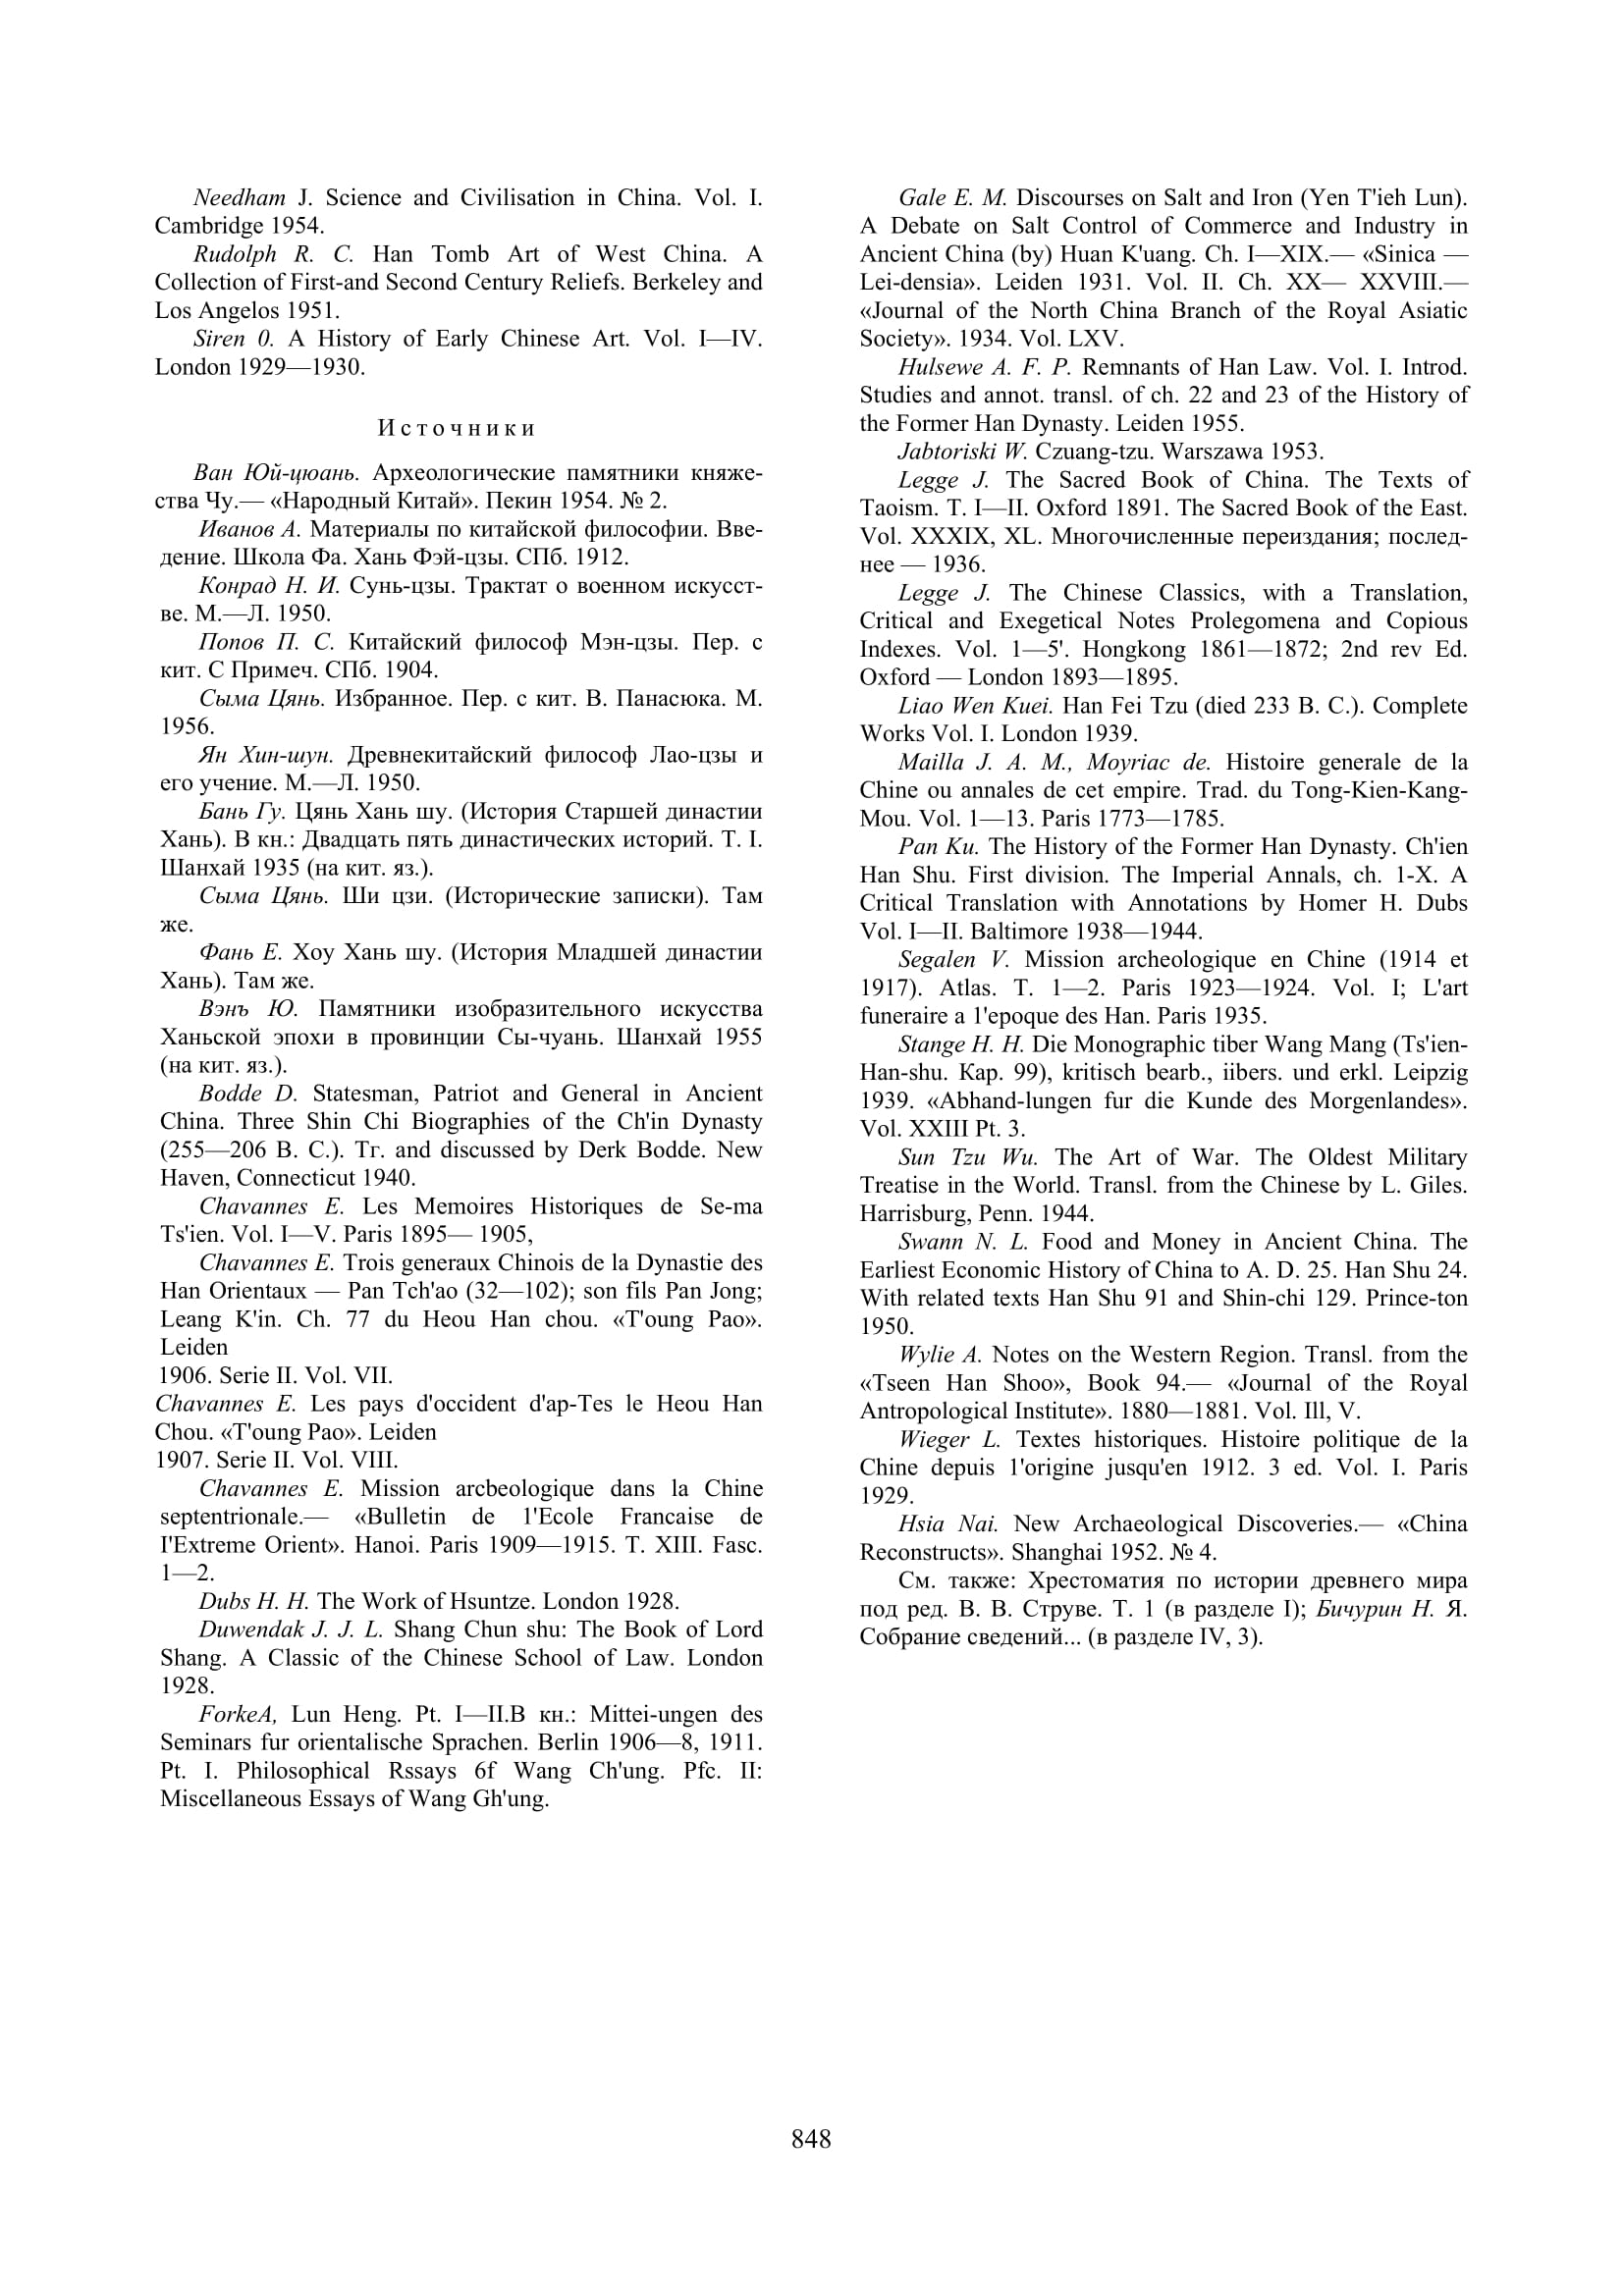 Needham J. Science and Civilisation in China. Vol. I.
Cambridge 1954.
Rudolph R. C. Han Tomb Art of West China. A
Collection of First-and Second Century Reliefs. Berkeley and
Los Angelos 1951.
Siren 0. A History of Early Chinese Art. Vol. I—IV.
London 1929—1930.
Источники
Ван Юй-цюань. Археологические памятники княже-
ства Чу.— «Народный Китай». Пекин 1954. № 2.
Иванов А. Материалы по китайской философии. Вве-
дение. Школа Фа. Хань Фэй-цзы. СПб. 1912.
Конрад Н. И. Сунь-цзы. Трактат о военном искусст-
ве. М.—Л. 1950.
Попов П. С. Китайский философ Мэн-цзы. Пер. с
кит. С Примеч. СПб. 1904.
Сыма Цянь. Избранное. Пер. с кит. В. Панасюка. М.
1956.
Ян Хин-шун. Древнекитайский философ Лао-цзы и
его учение. М.—Л. 1950.
Бань Гу. Цянь Хань шу. (История Старшей династии
Хань). В кн.: Двадцать пять династических историй. Т. I.
Шанхай 1935 (на кит. яз.).
Сыма Цянь. Ши цзи. (Исторические записки). Там
же.
Фань Е. Хоу Хань шу. (История Младшей династии
Хань). Там же.
Вэнъ Ю. Памятники изобразительного искусства
Ханьской эпохи в провинции Сы-чуань. Шанхай 1955
(на кит. яз.).
Bodde D. Statesman, Patriot and General in Ancient
China. Three Shin Chi Biographies of the Ch'in Dynasty
(255—206 В. С.). Тг. and discussed by Derk Bodde. New
Haven, Connecticut 1940.
Chavannes E. Les Memoires Historiques de Se-ma
Ts'ien. Vol. I—V. Paris 1895— 1905,
Chavannes E. Trois generaux Chinois de la Dynastie des
Han Orientaux — Pan Tch'ao (32—102); son fils Pan Jong;
Leang K'in. Ch. 77 du Heou Han chou. «T'oung Pao».
Leiden
1906. Serie II. Vol. VII.
Chavannes E. Les pays d'occident d'ap-Tes le Heou Han
Chou. «T'oung Pao». Leiden
1907. Serie II. Vol. VIII.
Chavannes E. Mission arcbeologique dans la Chine
septentrionale.— «Bulletin de 1'Ecole Francaise de
I'Extreme Orient». Hanoi. Paris 1909—1915. T. XIII. Fasc.
1—2.
Dubs H. H. The Work of Hsuntze. London 1928.
Duwendak J. J. L. Shang Chun shu: The Book of Lord
Shang. A Classic of the Chinese School of Law. London
1928.
ForkeA, Lun Heng. Pt. I—II.В кн.: Mittei-ungen des
Seminars fur orientalische Sprachen. Berlin 1906—8, 1911.
Pt. I. Philosophical Rssays 6f Wang Ch'ung. Pfc. II:
Miscellaneous Essays of Wang Gh'ung.
Gale E. M. Discourses on Salt and Iron (Yen T'ieh Lun).
A Debate on Salt Control of Commerce and Industry in
Ancient China (by) Huan K'uang. Ch. I—XIX.— «Sinica —
Lei-densia». Leiden 1931. Vol. II. Ch. XX— XXVIII.—
«Journal of the North China Branch of the Royal Asiatic
Society». 1934. Vol. LXV.
Hulsewe A. F. P. Remnants of Han Law. Vol. I. Introd.
Studies and annot. transl. of ch. 22 and 23 of the History of
the Former Han Dynasty. Leiden 1955.
Jabtoriski W. Czuang-tzu. Warszawa 1953.
Legge J. The Sacred Book of China. The Texts of
Taoism. T. I—II. Oxford 1891. The Sacred Book of the East.
Vol. XXXIX, XL. Многочисленные переиздания; послед-
нее — 1936.
Legge J. The Chinese Classics, with a Translation,
Critical and Exegetical Notes Prolegomena and Copious
Indexes. Vol. 1—5'. Hongkong 1861—1872; 2nd rev Ed.
Oxford — London 1893—1895.
Liao Wen Kuei. Han Fei Tzu (died 233 В. С.). Complete
Works Vol. I. London 1939.
Mailla J. A. M., Moyriac de. Histoire generale de la
Chine ou annales de cet empire. Trad. du Tong-Kien-Kang-
Mou. Vol. 1—13. Paris 1773—1785.
Pan Ku. The History of the Former Han Dynasty. Ch'ien
Han Shu. First division. The Imperial Annals, ch. 1-X. A
Critical Translation with Annotations by Homer H. Dubs
Vol. I—II. Baltimore 1938—1944.
Segalen V. Mission archeologique en Chine (1914 et
1917). Atlas. T. 1—2. Paris 1923—1924. Vol. I; L'art
funeraire a 1'epoque des Han. Paris 1935.
Stange H. H. Die Monographic tiber Wang Mang (Ts'ien-
Han-shu. Kap. 99), kritisch bearb., iibers. und erkl. Leipzig
1939. «Abhand-lungen fur die Kunde des Morgenlandes».
Vol. XXIII Pt. 3.
Sun Tzu Wu. The Art of War. The Oldest Military
Treatise in the World. Transl. from the Chinese by L. Giles.
Harrisburg, Penn. 1944.
Swann N. L. Food and Money in Ancient China. The
Earliest Economic History of China to A. D. 25. Han Shu 24.
With related texts Han Shu 91 and Shin-chi 129. Prince-ton
1950.
Wylie A. Notes on the Western Region. Transl. from the
«Tseen Han Shoo», Book 94.— «Journal of the Royal
Antropological Institute». 1880—1881. Vol. Ill, V.
Wieger L. Textes historiques. Histoire politique de la
Chine depuis 1'origine jusqu'en 1912. 3 ed. Vol. I. Paris
1929.
Hsia Nai. New Archaeological Discoveries.— «China
Reconstructs». Shanghai 1952. № 4.
См. также: Хрестоматия по истории древнего мира
под ред. В. В. Струве. Т. 1 (в разделе I); Бичурин Н. Я.
Собрание сведений... (в разделе IV, 3).
848